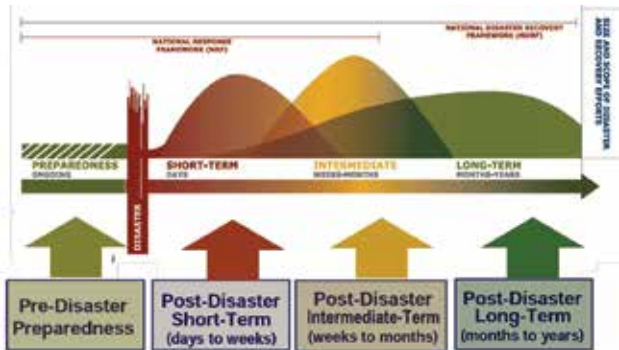 NATIONAL DISASTER RECOVERY
FRAMEWORK (NDRF)
NATIONAL RESPONSE
FRAMEWORK (NRF)
SIZE AND SCOPE OF DISASTER
AND RECOVERY EFFORTS
PREPAREDNESS
ONGOING
SHORT-TERM
DAYS
INTERMEDIATE
WEEKS-MONTHS
LONG-TERM
MONTHS-YEARS
DISASTER
Pre-Disaster
Preparedness
Post-Disaster
Short-Term
(days to weeks)
Post-Disaster
Intermediate-Term
(weeks to months)
Post-Disaster
Long-Term
(months to years)